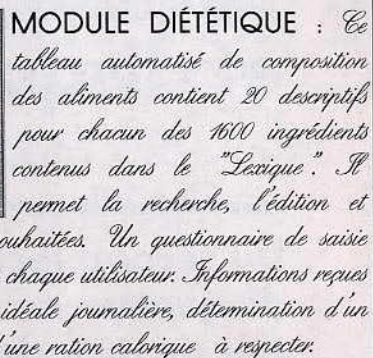 MODULE DIÉTÉTIQUE : Ce
tableau automatisé de composition
des aliments contient 20 descriptifs
pour chacun des 1600 ingrédients
contenus dans le "Lexique". Il
permet la recherche, l'édition et
ouhaitées. Un questionnaire de saisie
chaque utilisateur. Informations reçues
idéale journalière, détermination d'un
'une ration calorique à respecter.